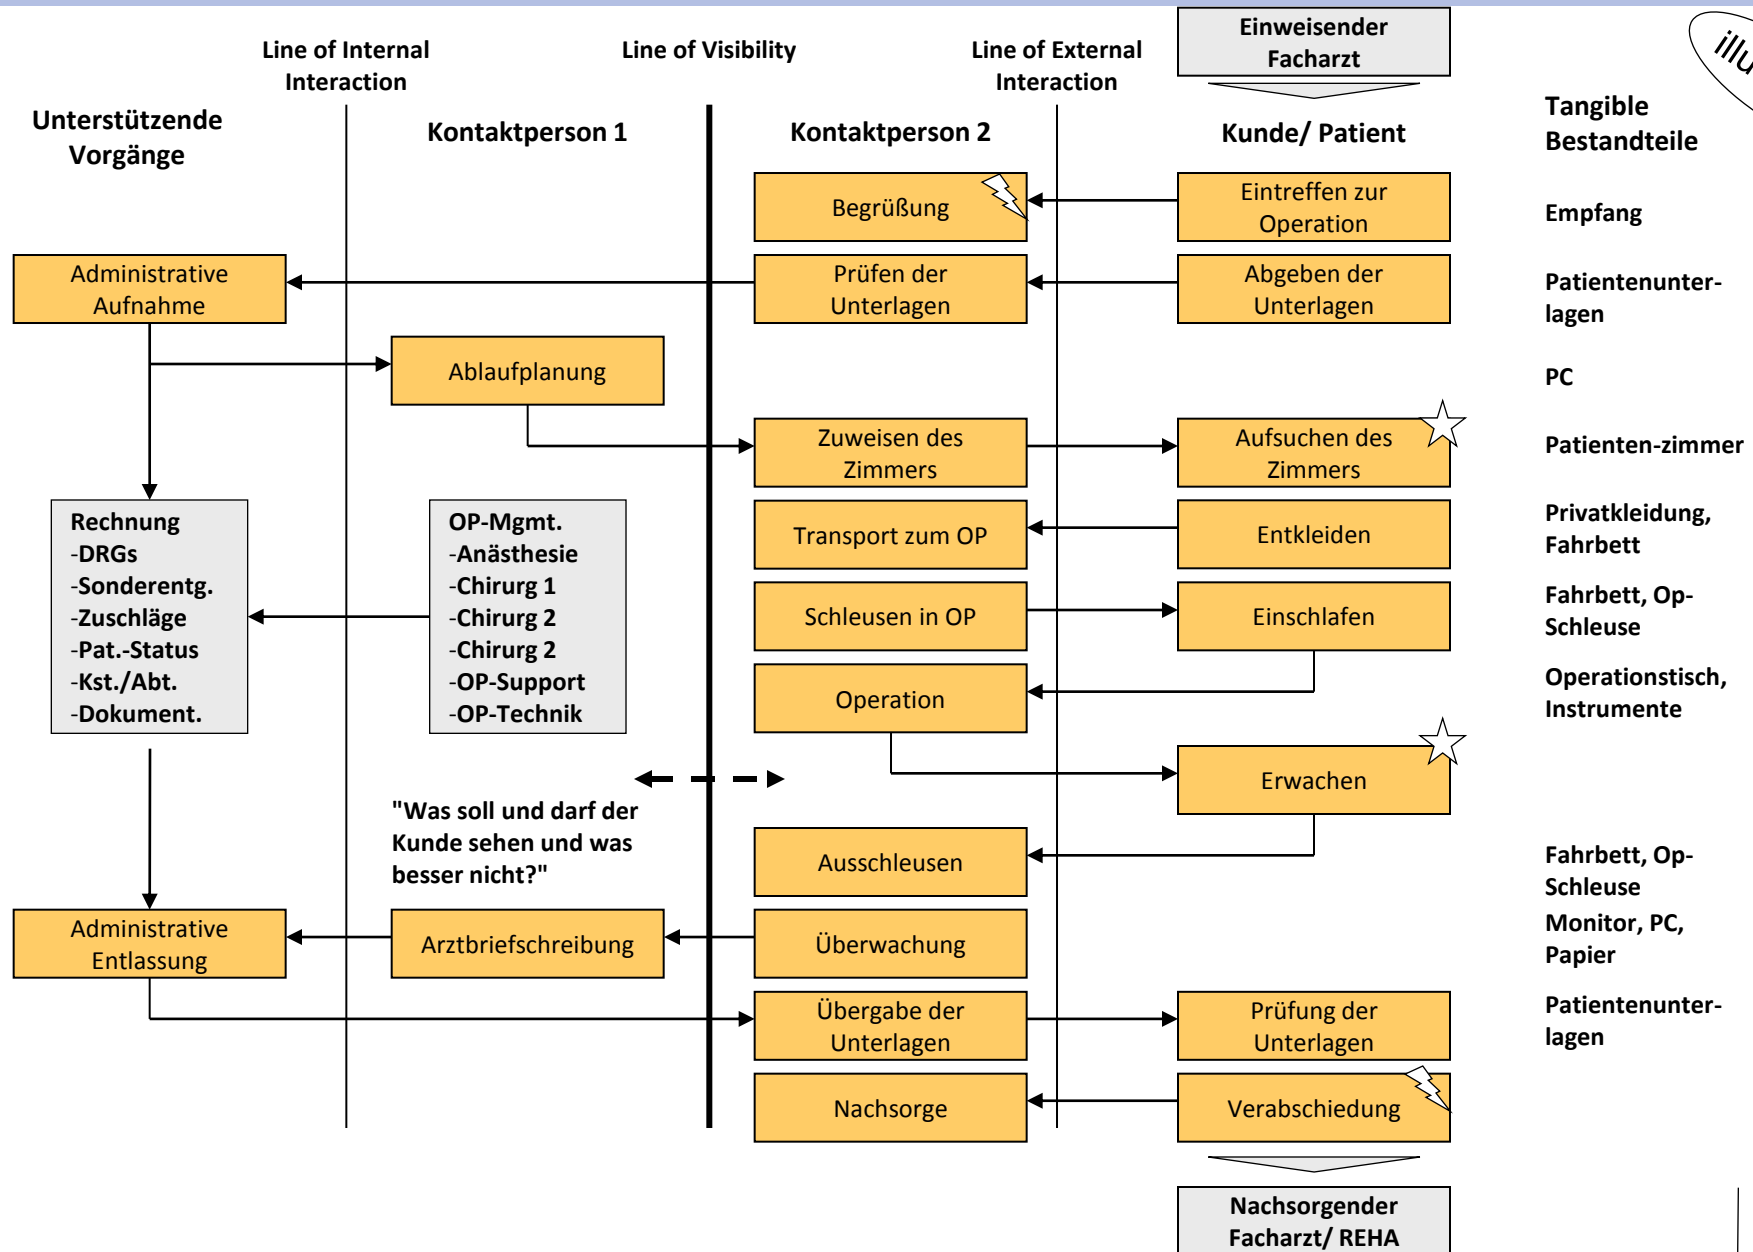 Einweisender
Facharzt
Line of Internal
Interaction
Line of Visibility
Line of External
Interaction
Unterstützende
Vorgänge
Kontaktperson 1
Kontaktperson 2
Kunde/ Patient
Tangible
Bestandteile
Begrüßung
Eintreffen zur
Operation
Empfang
Administrative
Aufnahme
Prüfen der
Unterlagen
Abgeben der
Unterlagen
Patientenunter-
lagen
Ablaufplanung
PC
Zuweisen des
Zimmers
Aufsuchen des
Zimmers
Patienten-zimmer
Rechnung
-DRGs
-Sonderentg.
-Zuschläge
-Pat.-Status
-Kst./Abt.
-Dokument.
OP-Mgmt.
-Anästhesie
-Chirurg 1
-Chirurg 2
-Chirurg 2
-OP-Support
-OP-Technik
Transport zum OP
Entkleiden
Privatkleidung,
Fahrbett
Schleusen in OP
Einschlafen
Fahrbett, Op-
Schleuse
Operation
Operationstisch,
Instrumente
Erwachen
"Was soll und darf der
Kunde sehen und was
besser nicht?"
Ausschleusen
Fahrbett, Op-
Schleuse
Administrative
Entlassung
Arztbriefschreibung
Überwachung
Monitor, PC,
Papier
Übergabe der
Unterlagen
Prüfung der
Unterlagen
Patientenunter-
lagen
Nachsorge
Verabschiedung
Nachsorgender
Facharzt/ REHA